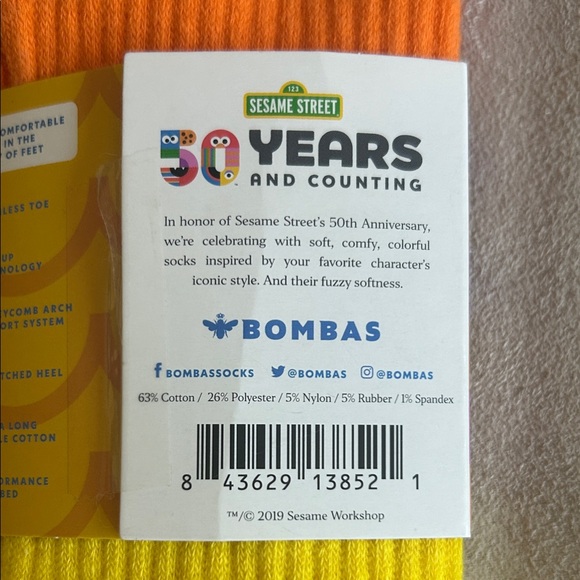 OMFORTABLE
IN THE
OF FEET
LESS TOE
UP
NOLOGY
YCOMB ARCH
ORT SYSTEM
TCHED HEEL
A LONG
LE COTTON
ORMANCE
BED
123
SESAME STREET
50 YEARS
AND COUNTING
In honor of Sesame Street's 50th Anniversary,
we're celebrating with soft, comfy, colorful
socks inspired by your favorite character's
iconic style. And their fuzzy softness.
BOMBAS
f BOMBASSOCKS @BOMBAS @BOMBAS
63% Cotton / 26% Polyester / 5% Nylon / 5% Rubber / 1% Spandex
8 43629 13852 1
™/© 2019 Sesame Workshop